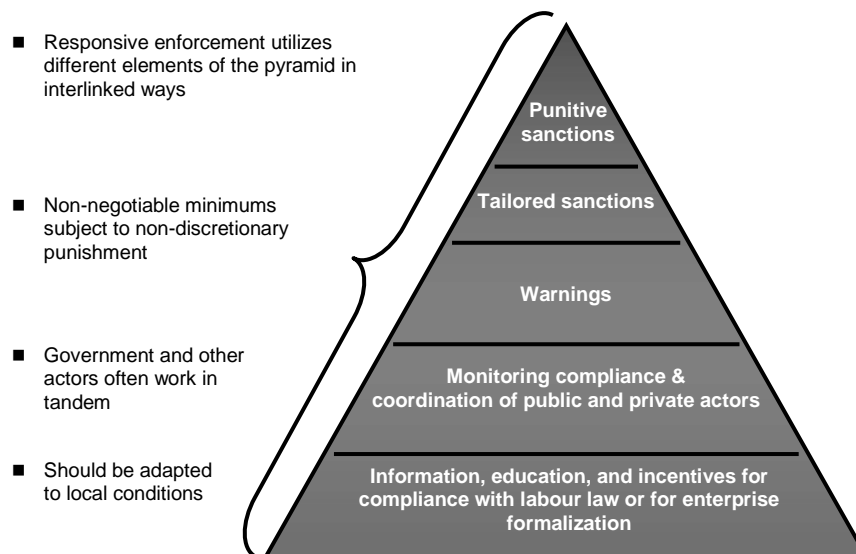 ■ Responsive enforcement utilizes
different elements of the pyramid in
interlinked ways
■ Non-negotiable minimums
subject to non-discretionary
punishment
■ Government and other
actors often work in
tandem
■ Should be adapted
to local conditions
Punitive
sanctions
Tailored sanctions
Warnings
Monitoring compliance &
coordination of public and private actors
Information, education, and incentives for
compliance with labour law or for enterprise
formalization